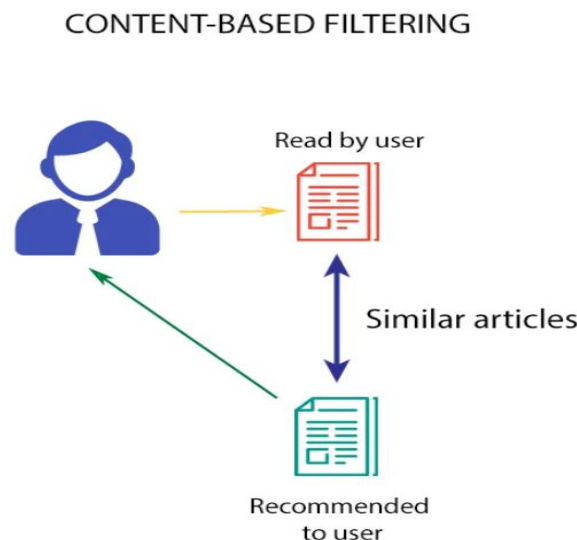 CONTENT-BASED FILTERING
Read by user
Similar articles
Recommended
to user